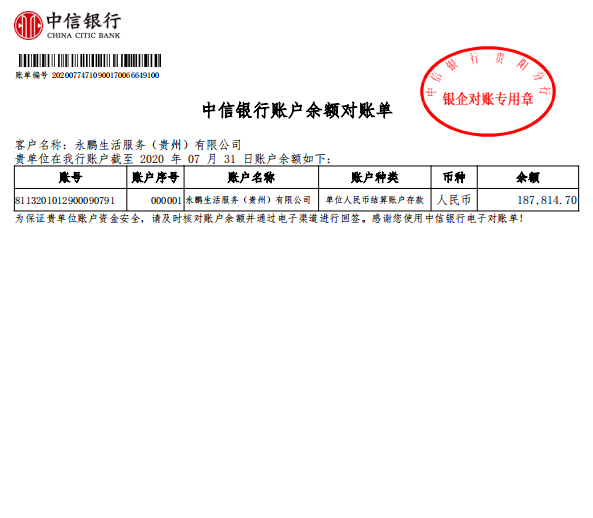 中信银行
CHINA CITIC BANK
账单编号 20200774710900170066649100
中信银行贵阳分行
银企对账专用章
中信银行账户余额对账单
客户名称: 永鹏生活服务（贵州）有限公司
贵单位在我行账户截至 2020 年 07 月 31 日账户余额如下:
账号 账户序号 账户名称 账户种类 币种 余额
8113201012900090791 000001 永鹏生活服务（贵州）有限公司 单位人民币结算账户存款 人民币 187,814.70
为保证贵单位账户资金安全, 请及时核对账户余额并通过电子渠道进行回签。感谢您使用中信银行电子对账单!